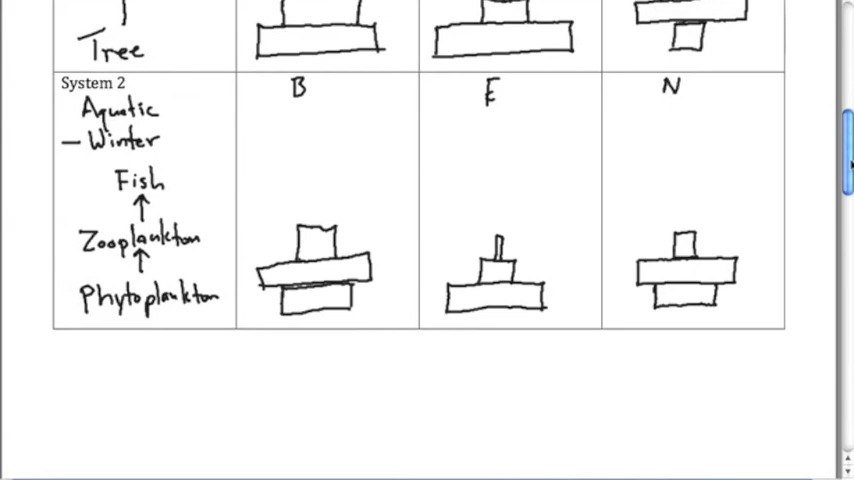 Tree
System 2
B
E
N
Aquatic
- Winter
Fish
Zooplankton
Phytoplankton